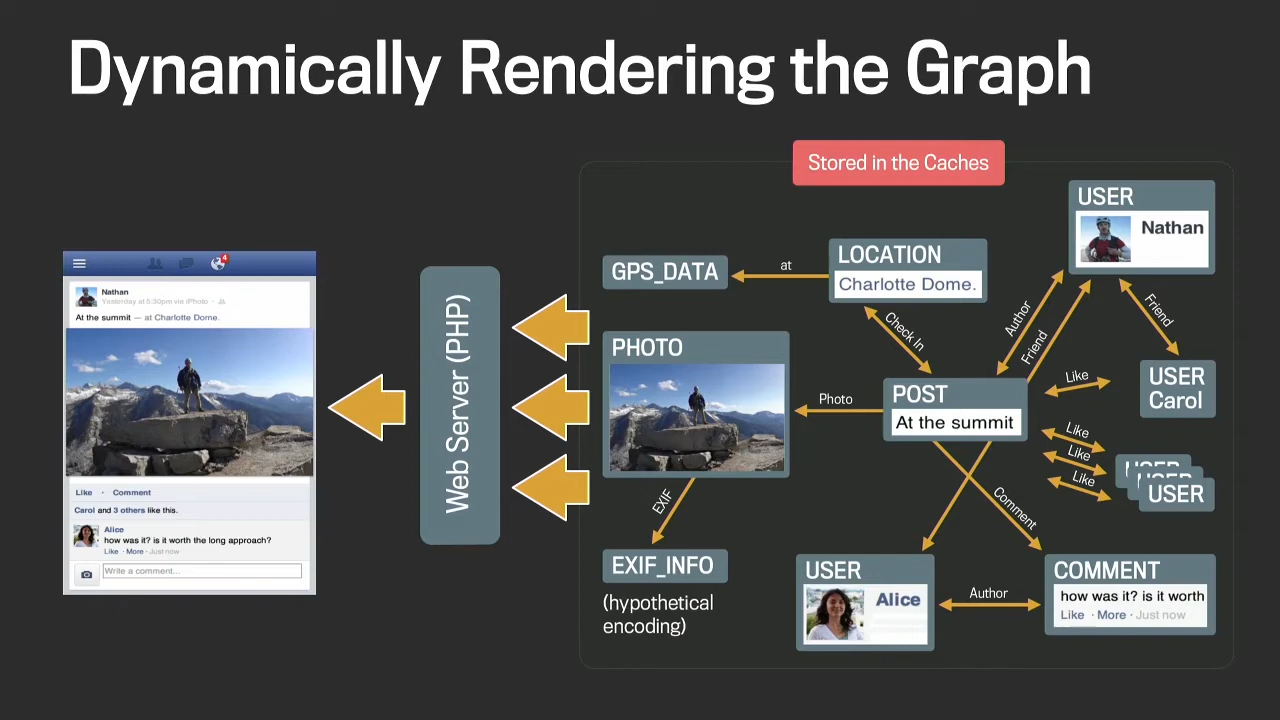 Dynamically Rendering the Graph
Stored in the Caches
4
Nathan
Yesterday at 5:30pm via iPhoto ·
At the summit — at Charlotte Dome.
Like · Comment
Carol and 3 others like this.
Alice
how was it? is it worth the long approach?
Like · More · Just now
Write a comment...
Web Server (PHP)
GPS_DATA
at
LOCATION
Charlotte Dome.
USER
Nathan
Check In
Author
Friend
Friend
PHOTO
Photo
POST
At the summit
Like
USER
Carol
Like
Like
Like
USER
USER
USER
EXIF
Comment
EXIF_INFO
(hypothetical
encoding)
USER
Alice
Author
COMMENT
how was it? is it worth
Like · More · Just now